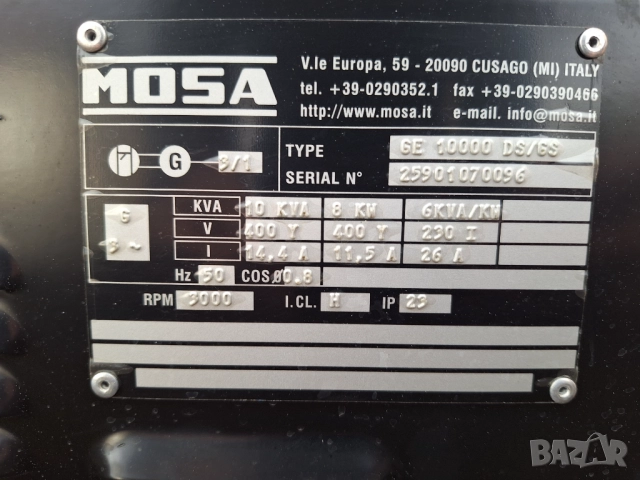 MOSA
V.le Europa, 59 - 20090 CUSAGO (MI) ITALY
tel. +39-0290352.1 fax +39-0290390466
http://www.mosa.it e-mail. info@mosa.it
G 3/1
TYPE GE 10000 DS/GS
SERIAL N° 25901070096
G 3~
KVA 10 KVA 8 KW 6KVA/KW
V 400 Y 400 Y 230 I
I 14,4 A 11,5 A 26 A
Hz 50 COSØ 0.8
RPM 3000 I.CL. H IP 23
BAZAR